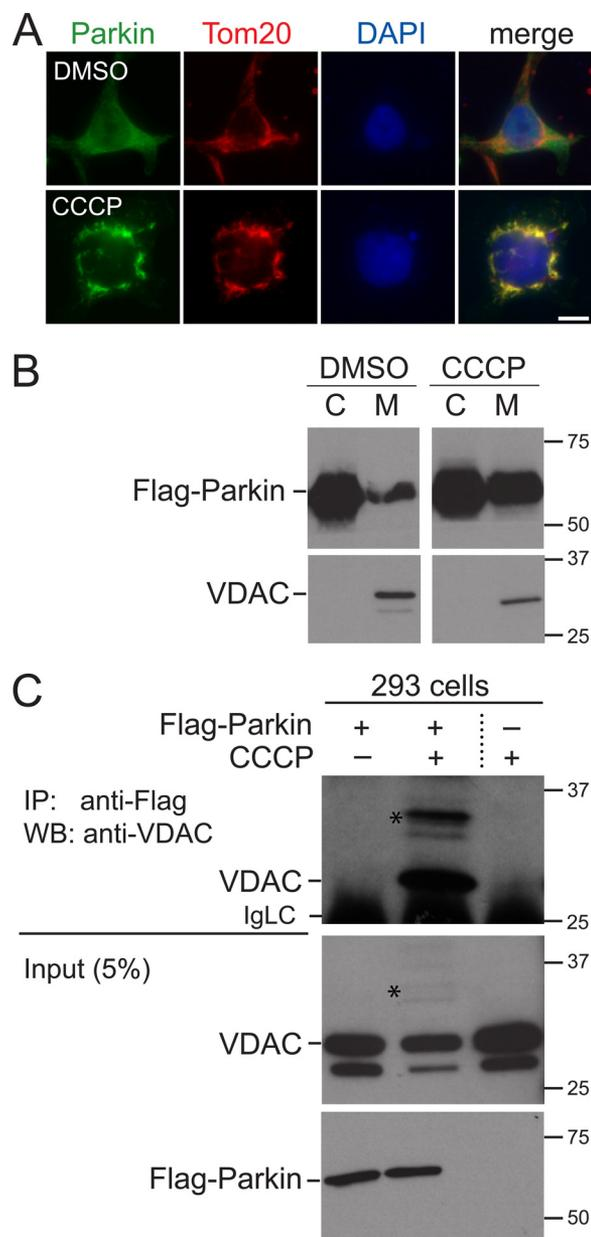 A
Parkin Tom20 DAPI merge
DMSO
CCCP
B
DMSO CCCP
C M C M
75
Flag-Parkin
50
37
VDAC
25
C
293 cells
Flag-Parkin + + –
CCCP – + +
37
IP: anti-Flag
*
WB: anti-VDAC
VDAC
IgLC
25
Input (5%)
37
*
VDAC
25
75
Flag-Parkin
50